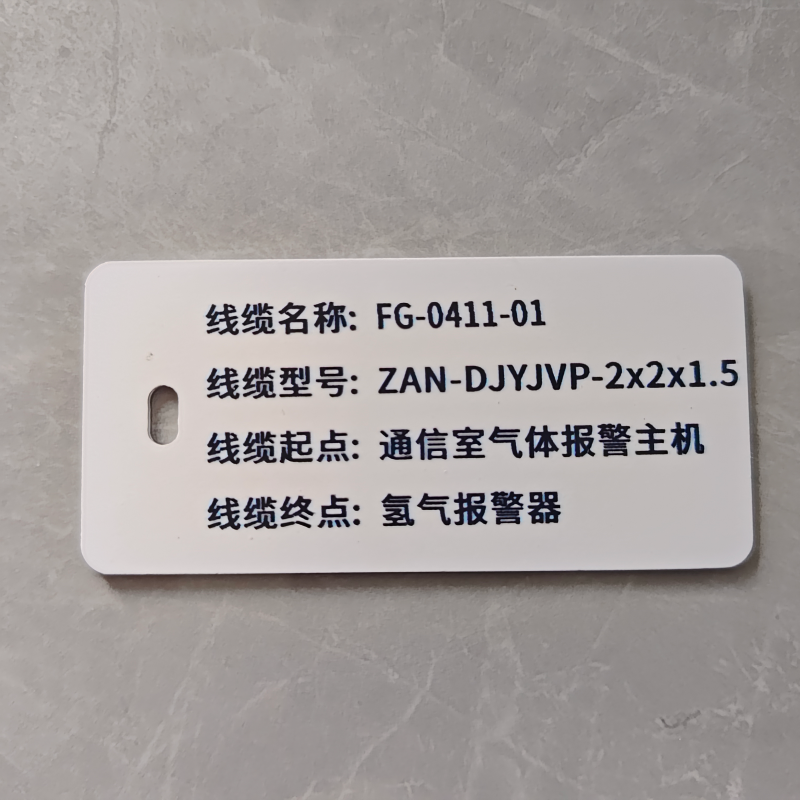 线缆名称: FG-0411-01
线缆型号: ZAN-DJYJVP-2x2x1.5
线缆起点: 通信室气体报警主机
线缆终点: 氢气报警器